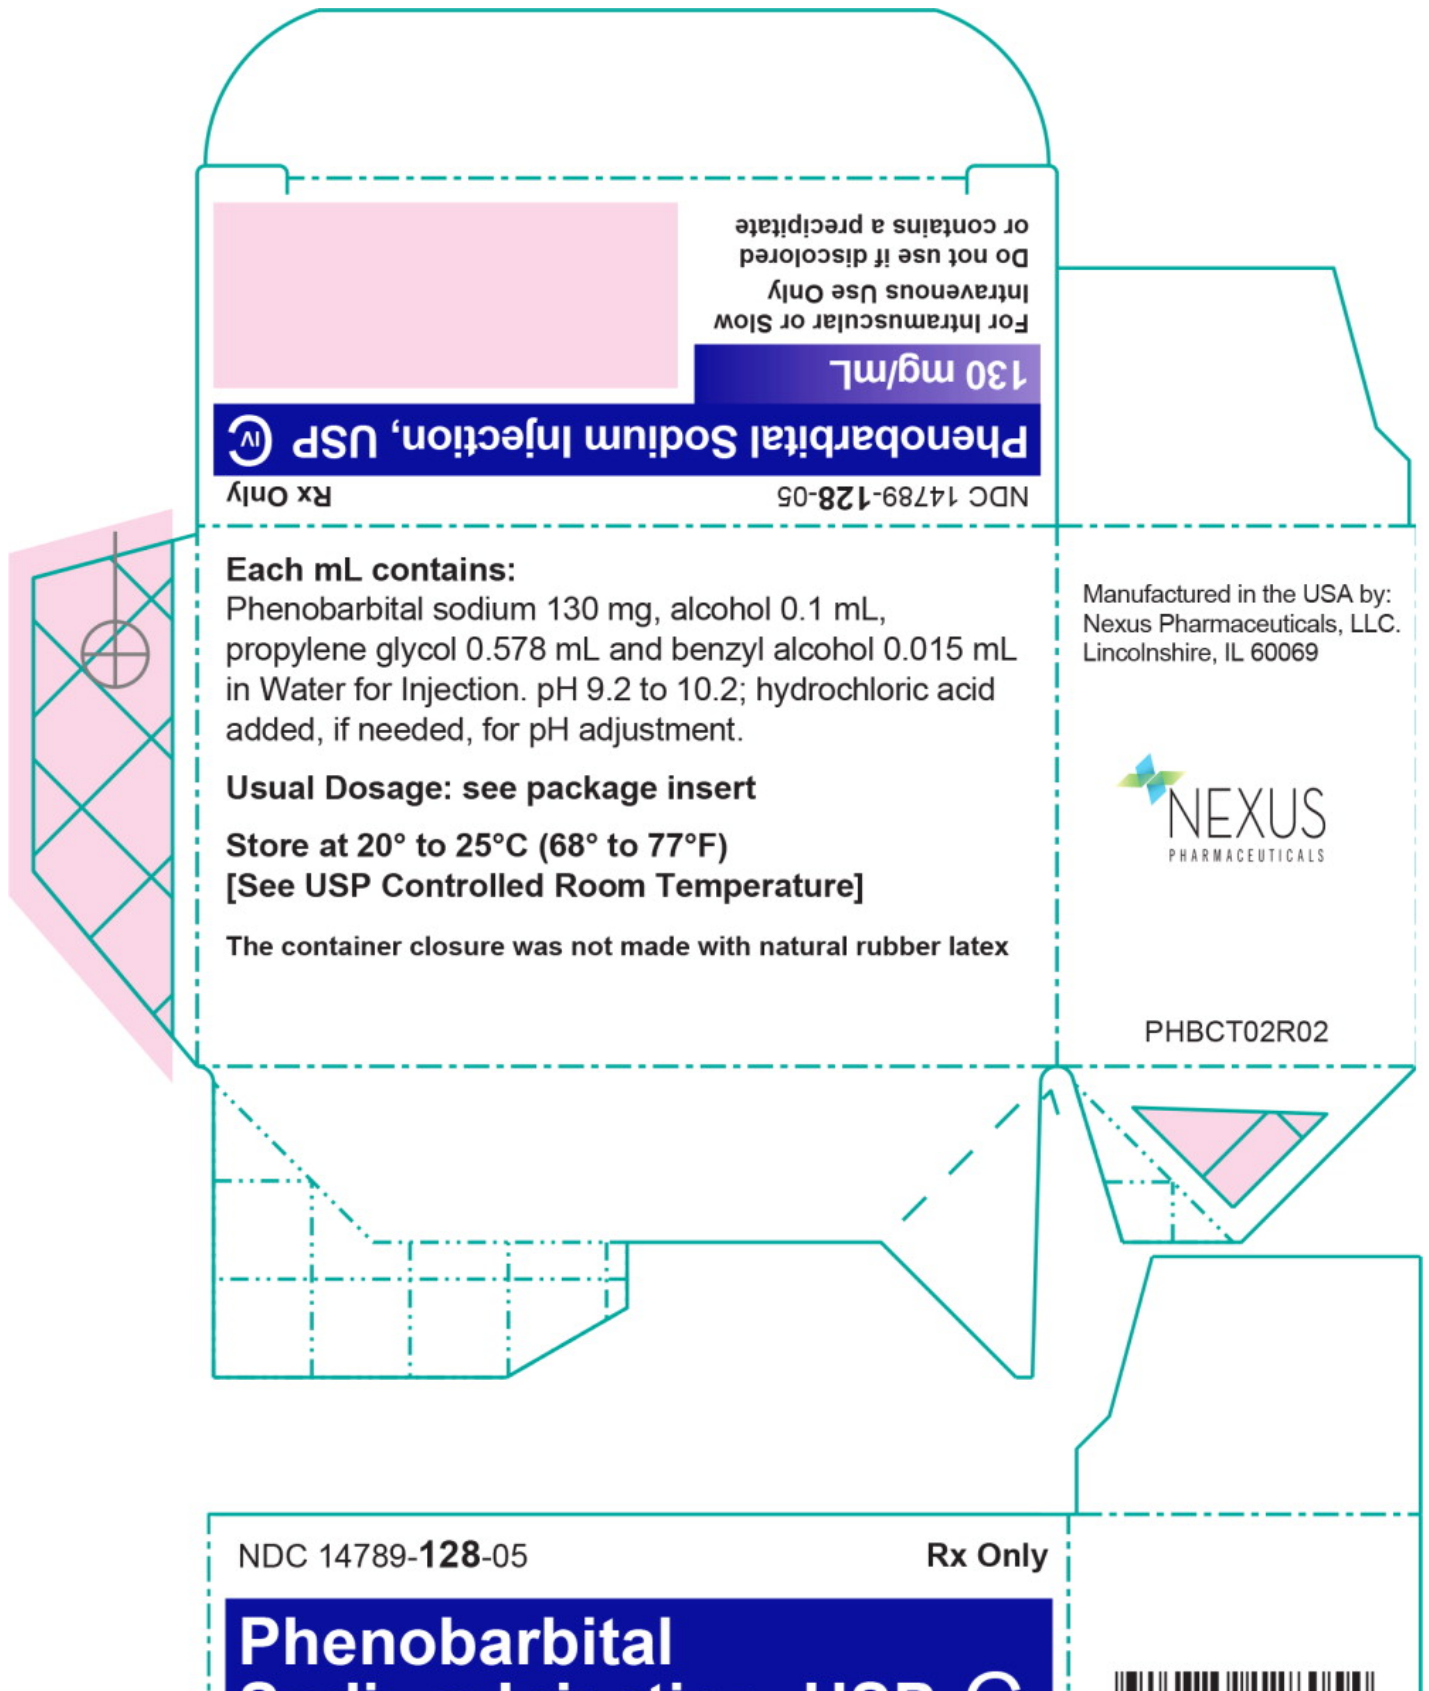 NDC 14789-128-05 Rx Only
Phenobarbital Sodium Injection, USP CIV
130 mg/mL
For Intramuscular or Slow
Intravenous Use Only
Do not use if discolored
or contains a precipitate
Each mL contains:
Phenobarbital sodium 130 mg, alcohol 0.1 mL,
propylene glycol 0.578 mL and benzyl alcohol 0.015 mL
in Water for Injection. pH 9.2 to 10.2; hydrochloric acid
added, if needed, for pH adjustment.
Usual Dosage: see package insert
Store at 20° to 25°C (68° to 77°F)
[See USP Controlled Room Temperature]
The container closure was not made with natural rubber latex
Manufactured in the USA by:
Nexus Pharmaceuticals, LLC.
Lincolnshire, IL 60069
NEXUS
PHARMACEUTICALS
PHBCT02R02
NDC 14789-128-05 Rx Only
Phenobarbital
Sodium Injection, USP